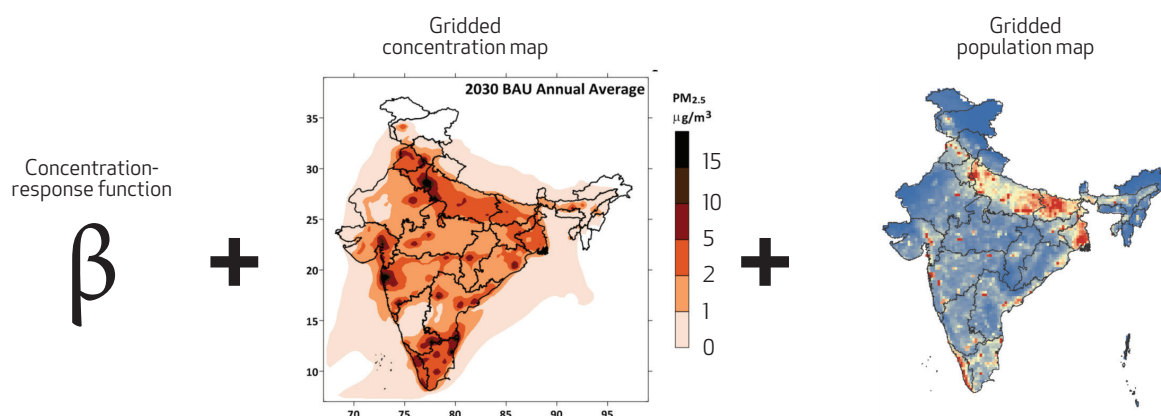 Gridded
concentration map
Gridded
population map
Concentration-
response function
β
+
+
2030 BAU Annual Average
PM₂.₅
μg/m³
15
10
5
2
1
0
35
30
25
20
15
10
70 75 80 85 90 95